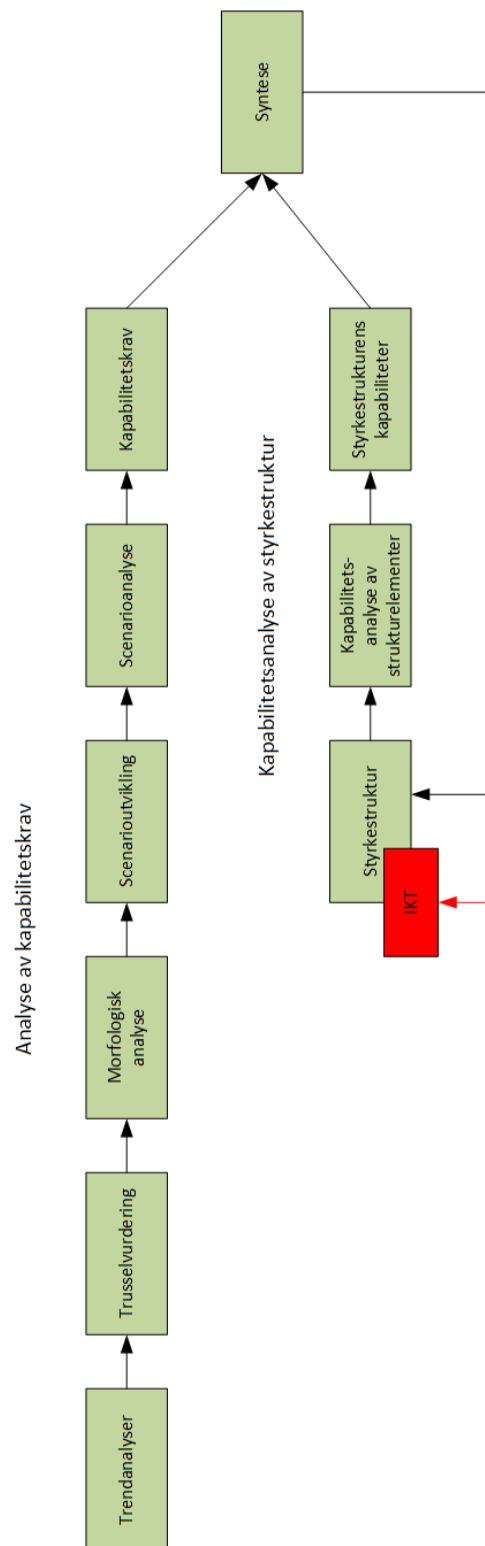 Analyse av kapabilitetskrav
Trendanalyser
Trusselvurdering
Morfologisk
analyse
Scenarioutvikling
Scenarioanalyse
Kapabilitetskrav
Syntese
Kapabilitetsanalyse av styrkestruktur
Styrkestruktur
IKT
Kapabilitets-
analyse av
strukturelementer
Styrkestrukturens
kapabiliteter